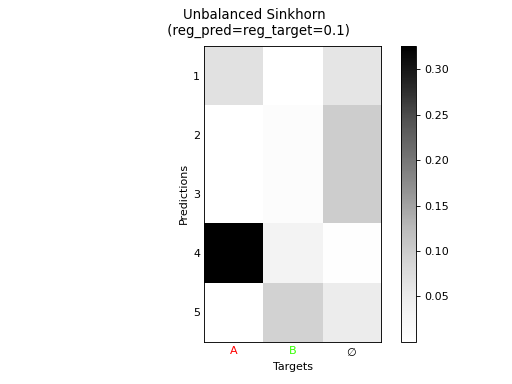 Unbalanced Sinkhorn
(reg_pred=reg_target=0.1)
1
2
3
4
5
Predictions
A B ∅
Targets
0.30
0.25
0.20
0.15
0.10
0.05